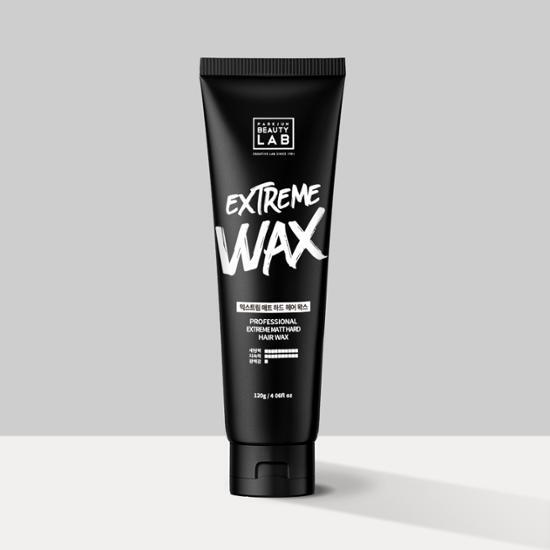 PARKJUN
BEAUTY
LAB
CREATIVE LAB SINCE 1981
EXTREME
WAX
익스트림 매트 하드 헤어 왁스
PROFESSIONAL
EXTREME MATT HARD
HAIR WAX
세팅력
지속력
광택감
120g / 4 06fl oz